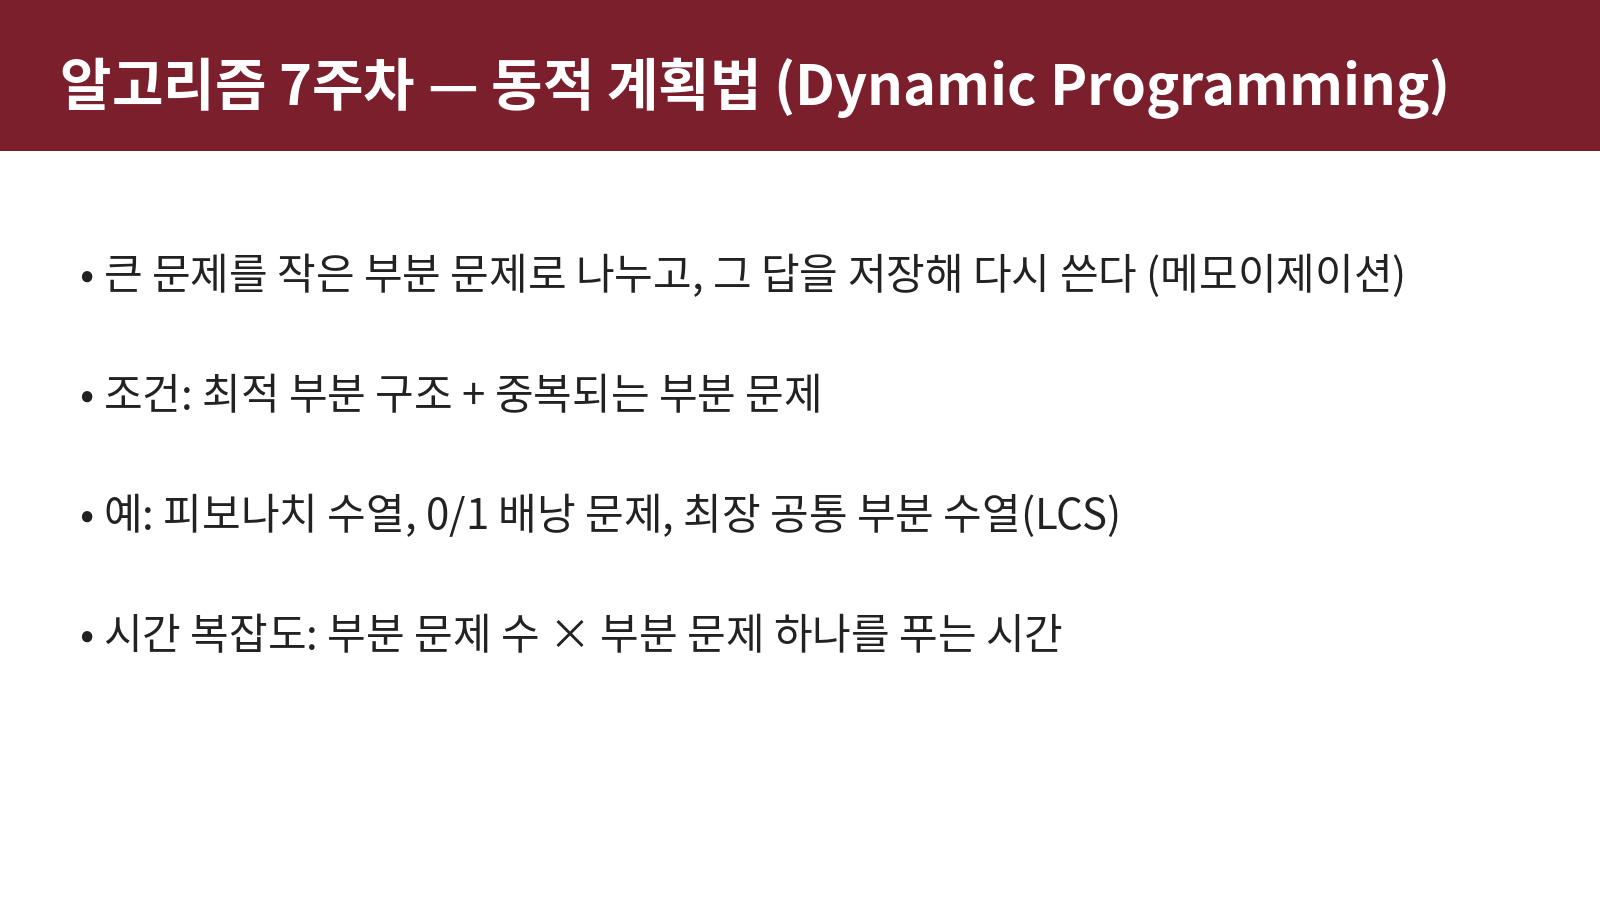 알고리즘 7주차 — 동적 계획법 (Dynamic Programming)
• 큰 문제를 작은 부분 문제로 나누고, 그 답을 저장해 다시 쓴다 (메모이제이션)
• 조건: 최적 부분 구조 + 중복되는 부분 문제
• 예: 피보나치 수열, 0/1 배낭 문제, 최장 공통 부분 수열(LCS)
• 시간 복잡도: 부분 문제 수 × 부분 문제 하나를 푸는 시간